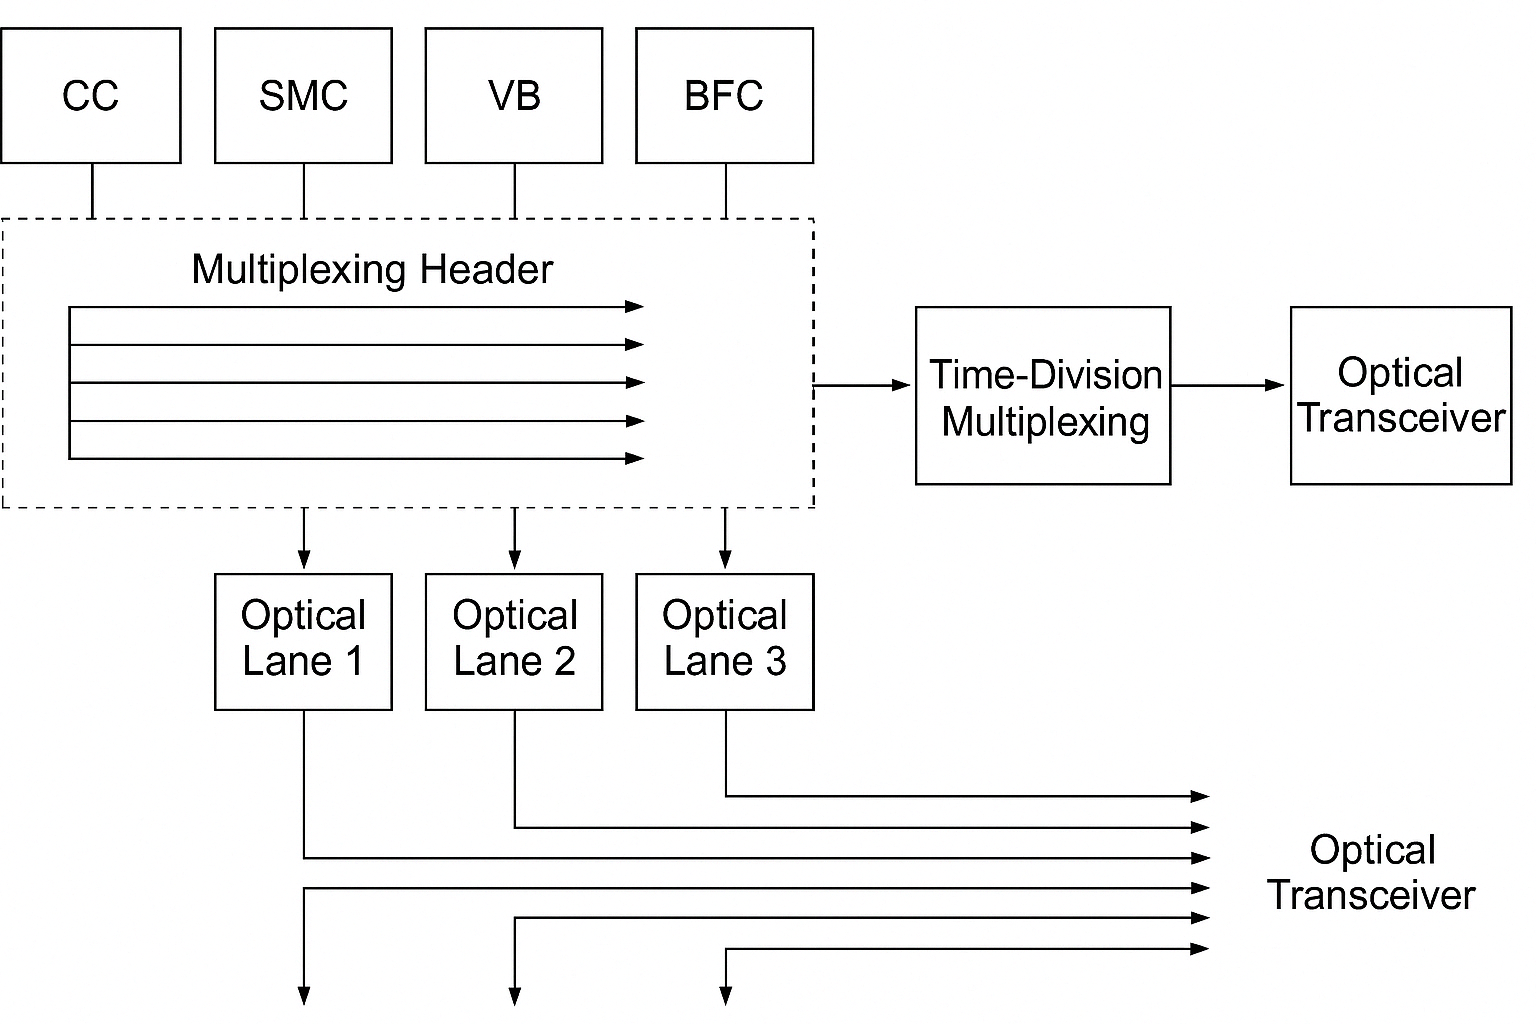 CC
SMC
VB
BFC
Multiplexing Header
Time-Division
Multiplexing
Optical
Transceiver
Optical
Lane 1
Optical
Lane 2
Optical
Lane 3
Optical
Transceiver